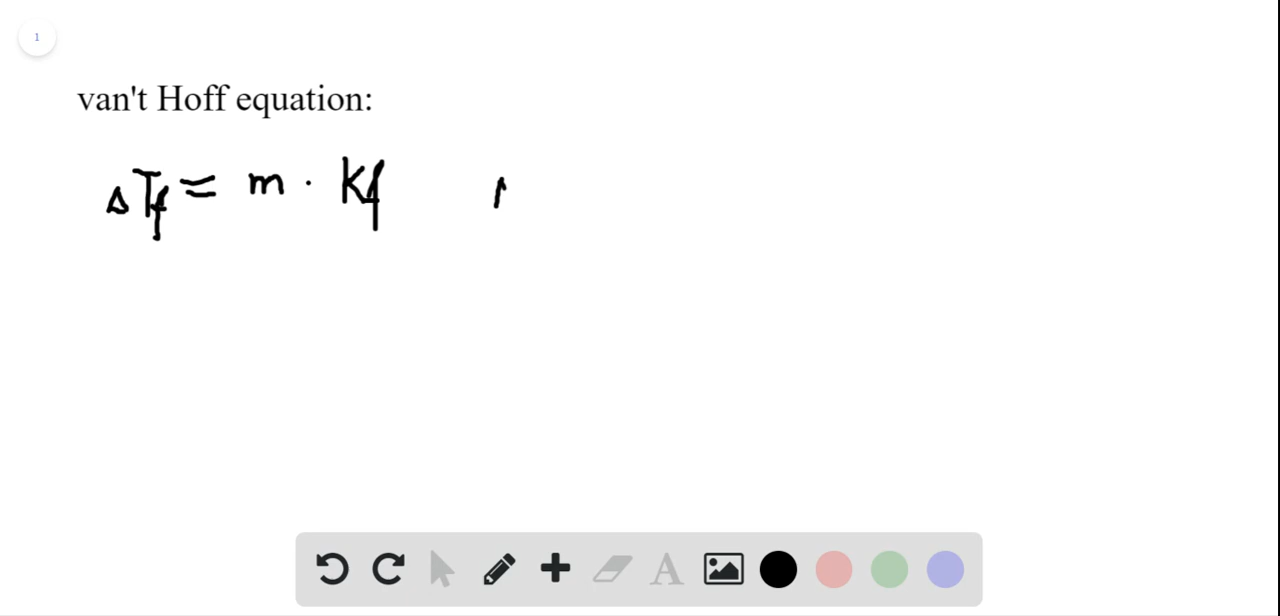 1
van't Hoff equation:
ΔTf = m · Kf